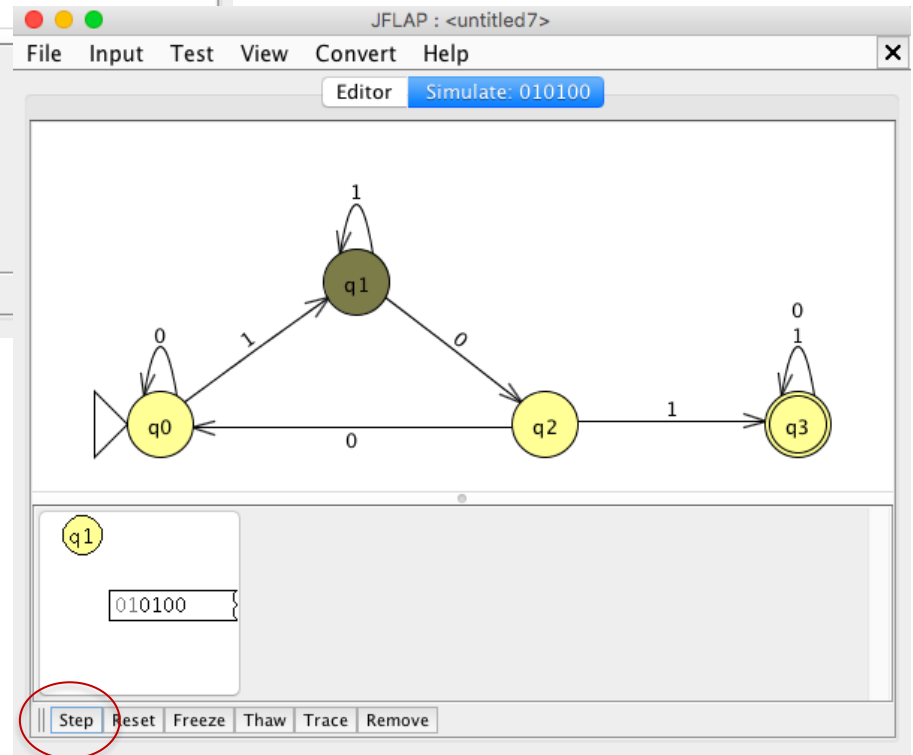 JFLAP : <untitled7>
File Input Test View Convert Help
Editor Simulate: 010100
1
q1
0
0
1
0
1
1
q0
q2
q3
0
q1
010100
Step Reset Freeze Thaw Trace Remove